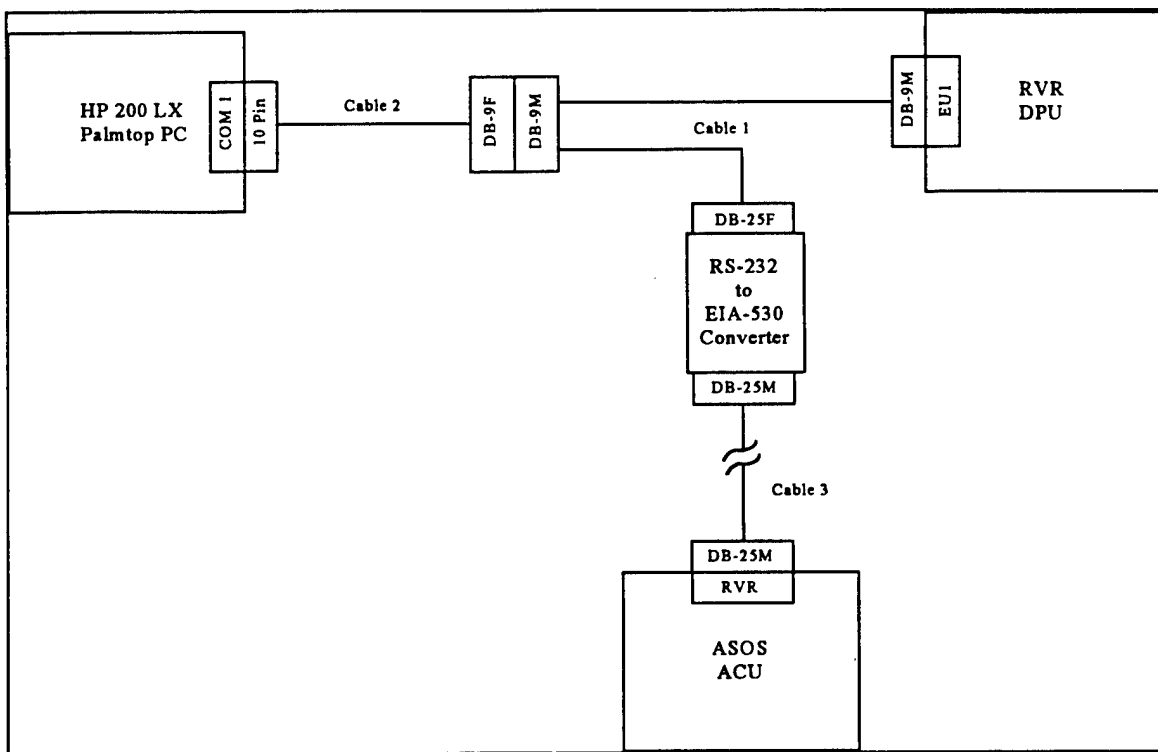 HP 200 LX
Palmtop PC
COM 1
10 Pin
Cable 2
DB-9F
DB-9M
Cable 1
DB-9M
EU1
RVR
DPU
DB-25F
RS-232
to
EIA-530
Converter
DB-25M
Cable 3
DB-25M
RVR
ASOS
ACU